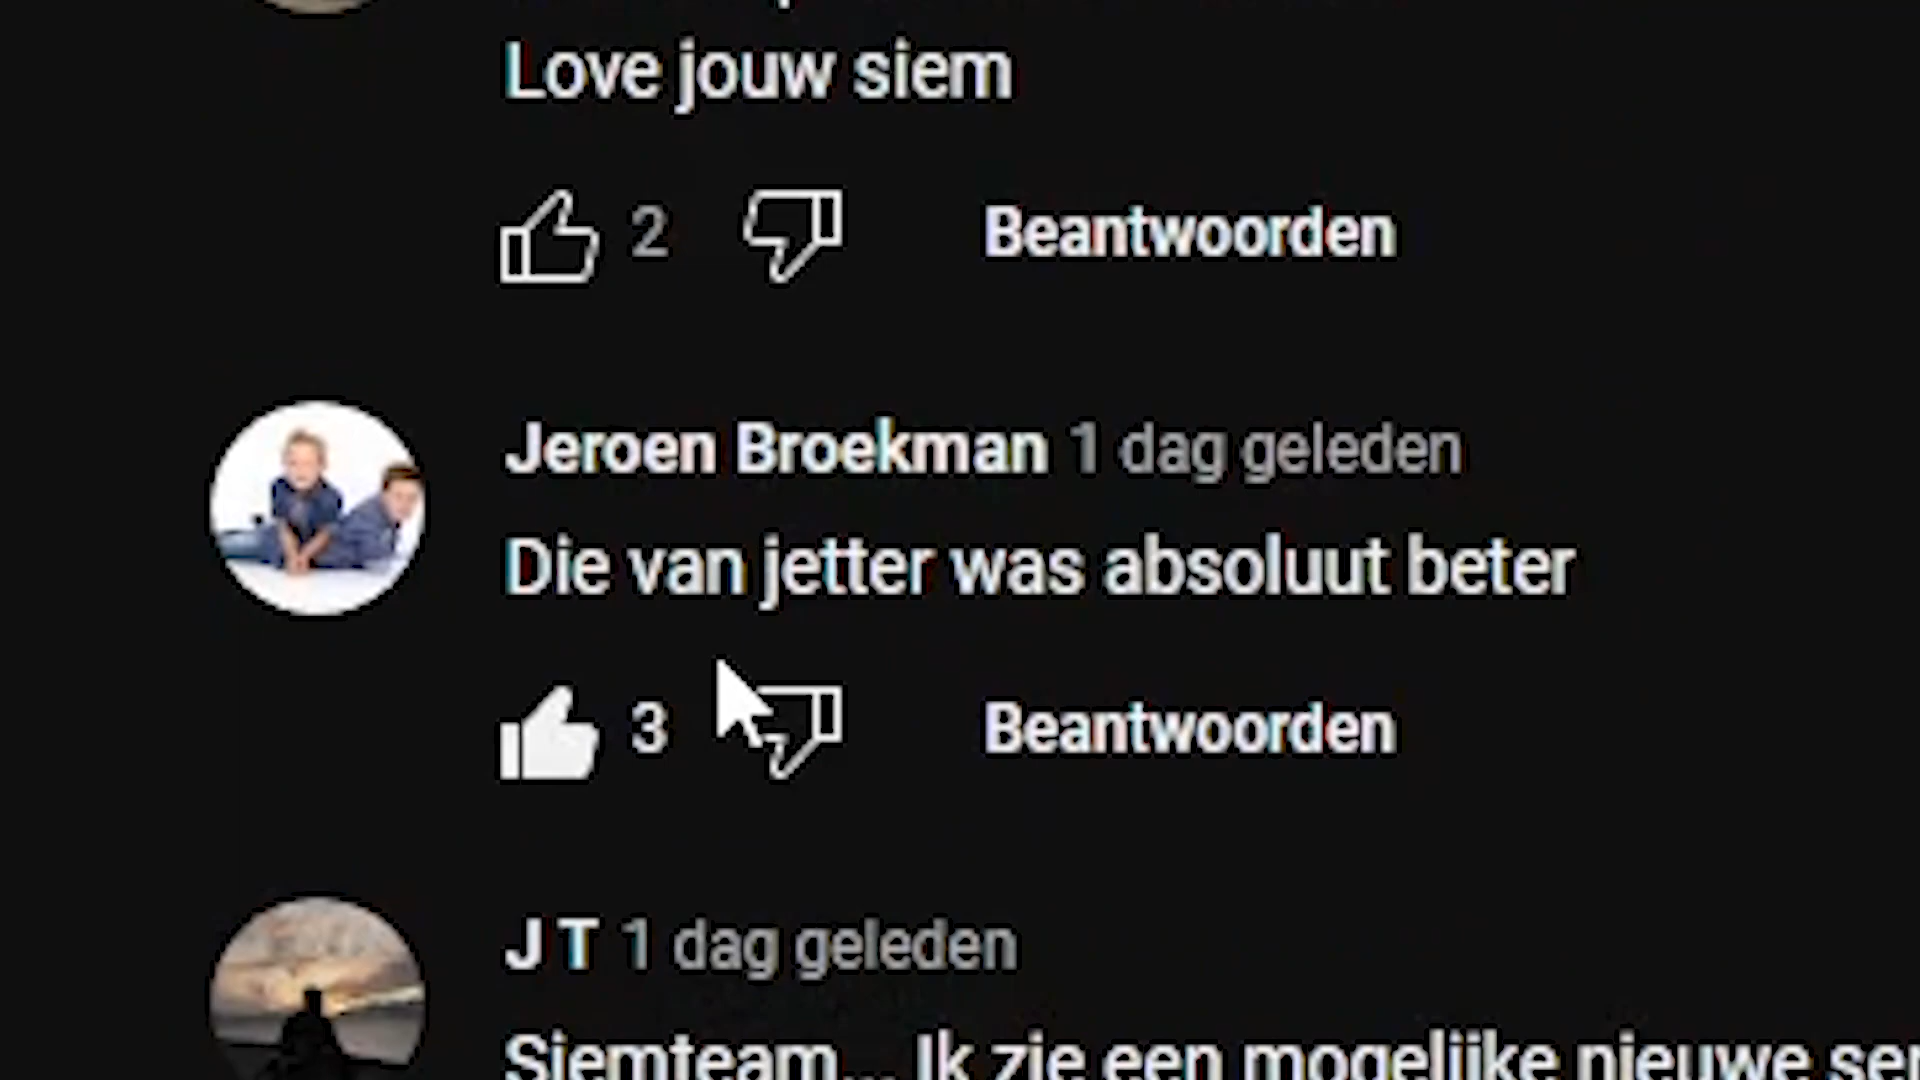 Love jouw siem
2 Beantwoorden
Jeroen Broekman 1 dag geleden
Die van jetter was absoluut beter
3 Beantwoorden
J T 1 dag geleden
Siemteam... Ik zie een mogelijke nieuwe